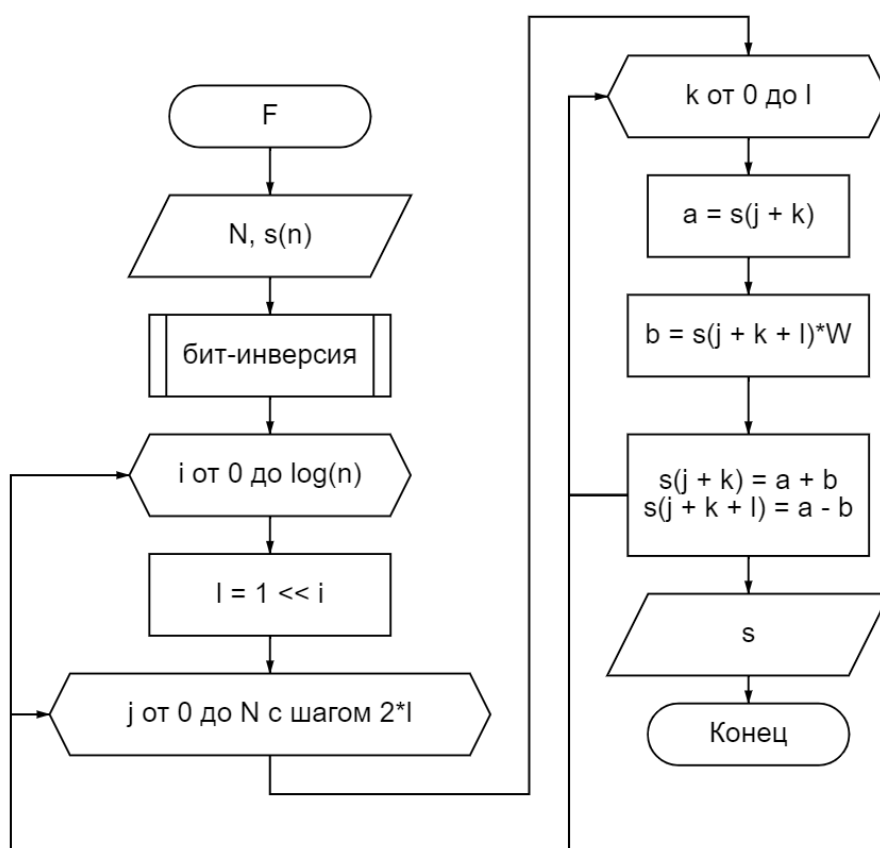 F
N, s(n)
бит-инверсия
i от 0 до log(n)
l = 1 << i
j от 0 до N с шагом 2*l
k от 0 до l
a = s(j + k)
b = s(j + k + l)*W
s(j + k) = a + b
s(j + k + l) = a - b
s
Конец